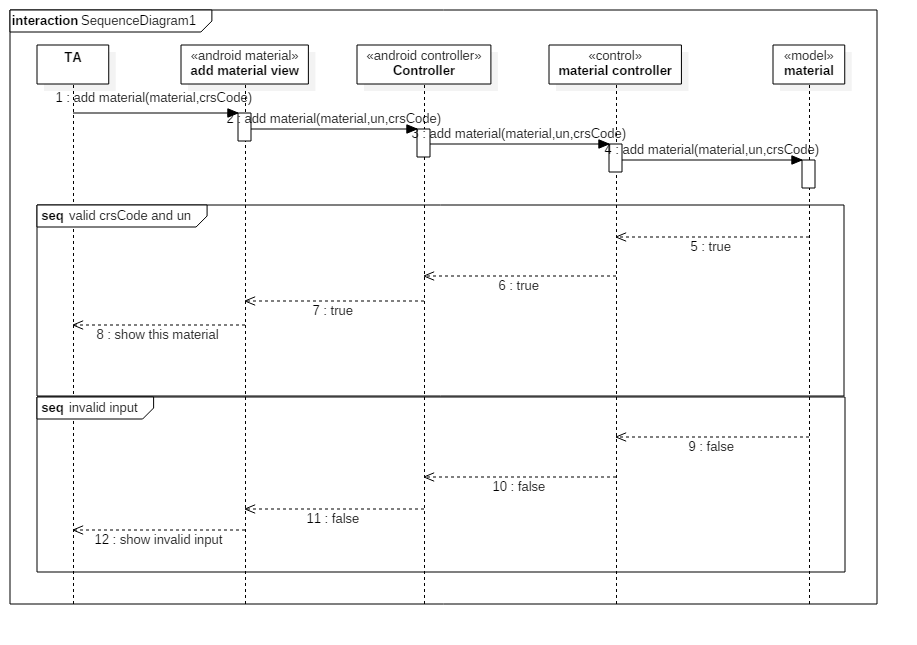 interaction SequenceDiagram1
TA
«android material»
add material view
«android controller»
Controller
«control»
material controller
«model»
material
1 : add material(material,crsCode)
2 : add material(material,un,crsCode)
3 : add material(material,un,crsCode)
4 : add material(material,un,crsCode)
seq valid crsCode and un
5 : true
6 : true
7 : true
8 : show this material
seq invalid input
9 : false
10 : false
11 : false
12 : show invalid input